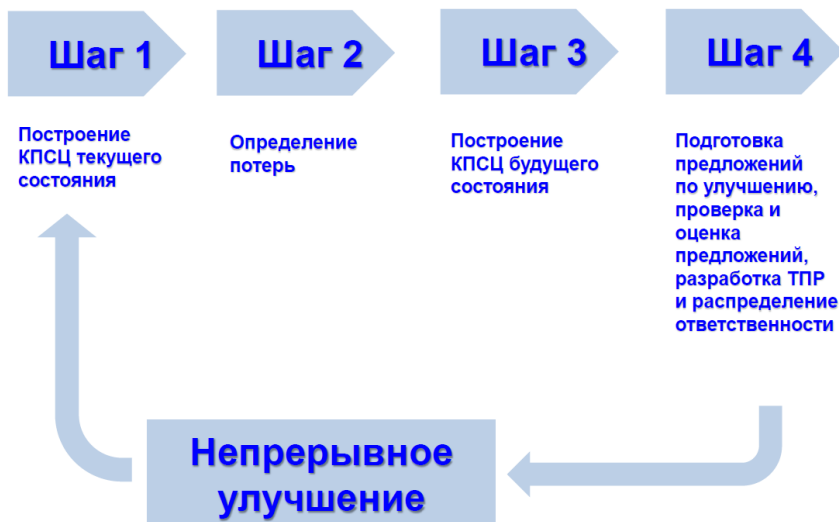 Шаг 1
Шаг 2
Шаг 3
Шаг 4
Построение
КПСЦ текущего
состояния
Определение
потерь
Построение
КПСЦ будущего
состояния
Подготовка
предложений
по улучшению,
проверка и
оценка
предложений,
разработка ТПР
и распределение
ответственности
Непрерывное
улучшение